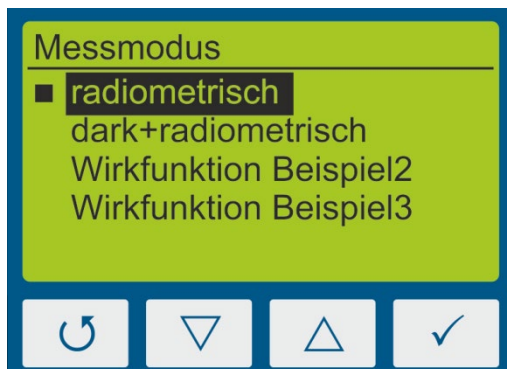 Messmodus
radiometrisch
dark+radiometrisch
Wirkfunktion Beispiel2
Wirkfunktion Beispiel3